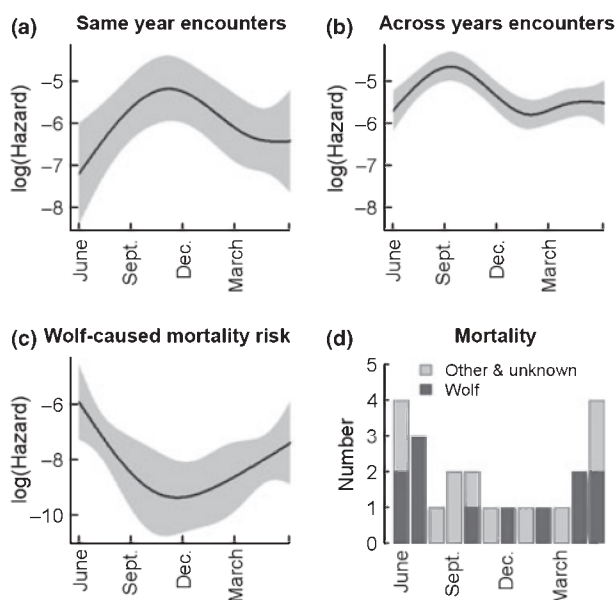 (a) Same year encounters
log(Hazard)
−5
−6
−7
−8
June
Sept.
Dec.
March
(b) Across years encounters
log(Hazard)
−5
−6
−7
−8
June
Sept.
Dec.
March
(c) Wolf-caused mortality risk
log(Hazard)
−6
−8
−10
June
Sept.
Dec.
March
(d) Mortality
Number
5
4
3
2
1
0
Other & unknown
Wolf
June
Sept.
Dec.
March